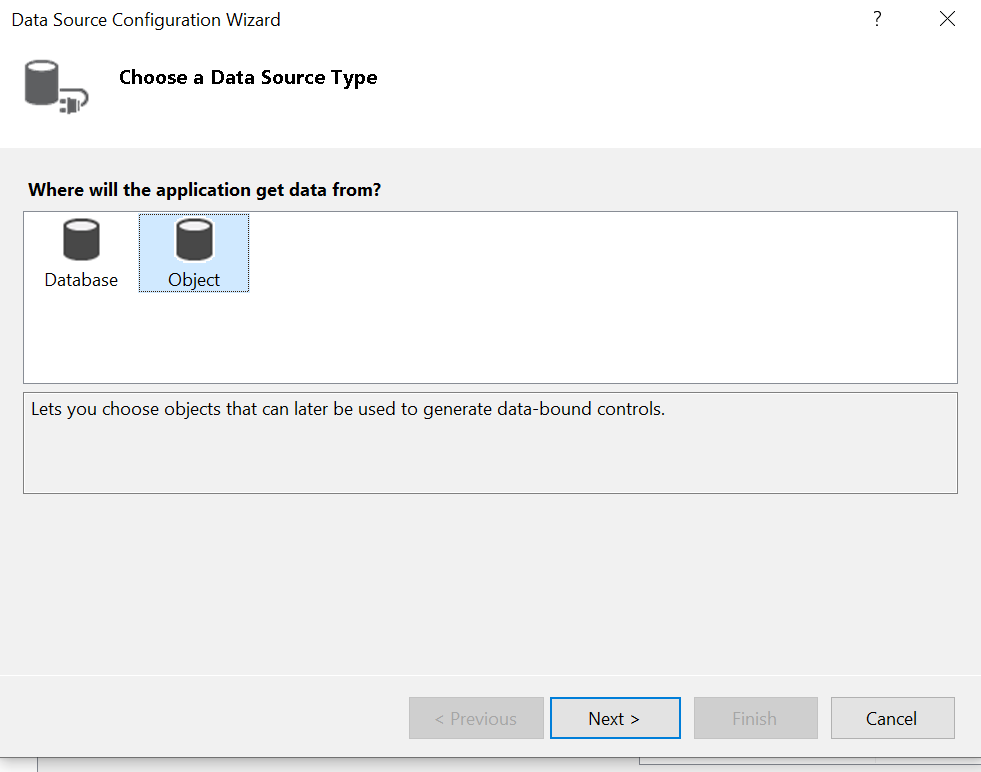 Data Source Configuration Wizard ?
Choose a Data Source Type
Where will the application get data from?
Database Object
Lets you choose objects that can later be used to generate data-bound controls.
< Previous Next > Finish Cancel